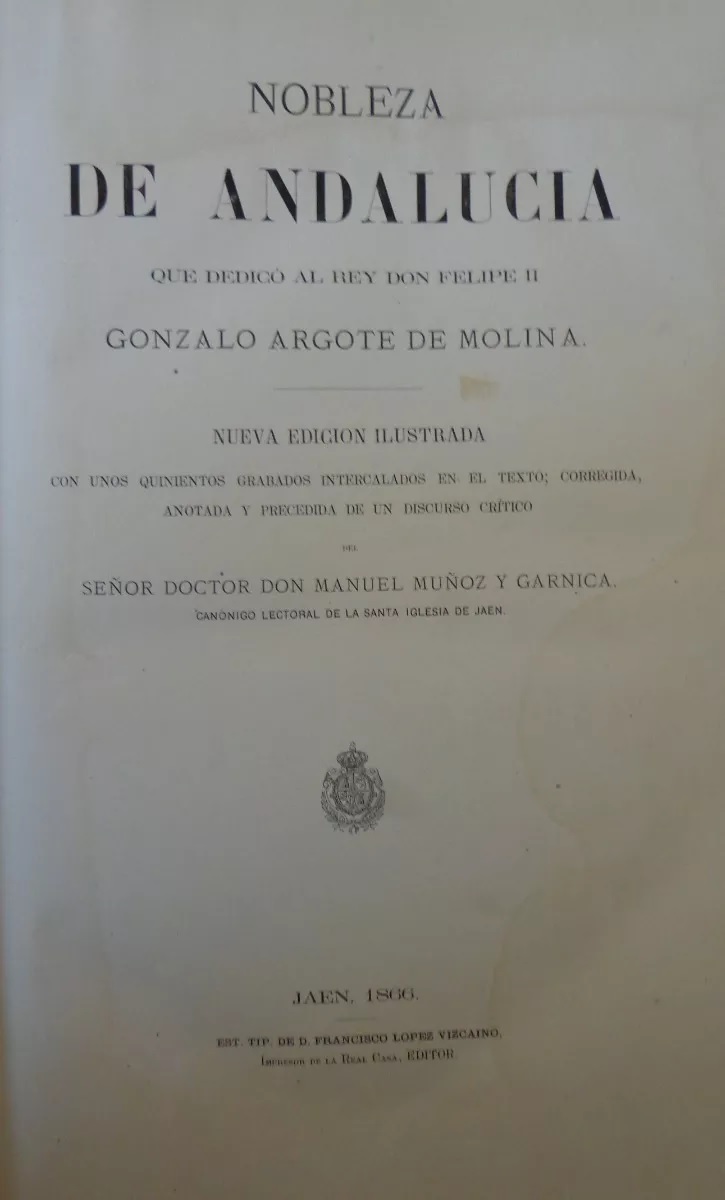 NOBLEZA
DE ANDALUCIA
QUE DEDICÓ AL REY DON FELIPE II
GONZALO ARGOTE DE MOLINA.
NUEVA EDICION ILUSTRADA
CON UNOS QUINIENTOS GRABADOS INTERCALADOS EN EL TEXTO; CORREGIDA,
ANOTADA Y PRECEDIDA DE UN DISCURSO CRÍTICO
DEL
SEÑOR DOCTOR DON MANUEL MUÑOZ Y GARNICA.
CANÓNIGO LECTORAL DE LA SANTA IGLESIA DE JAEN.
JAEN, 1866.
EST. TIP. DE D. FRANCISCO LOPEZ VIZCAINO,
IMPRESOR DE LA REAL CASA, EDITOR.